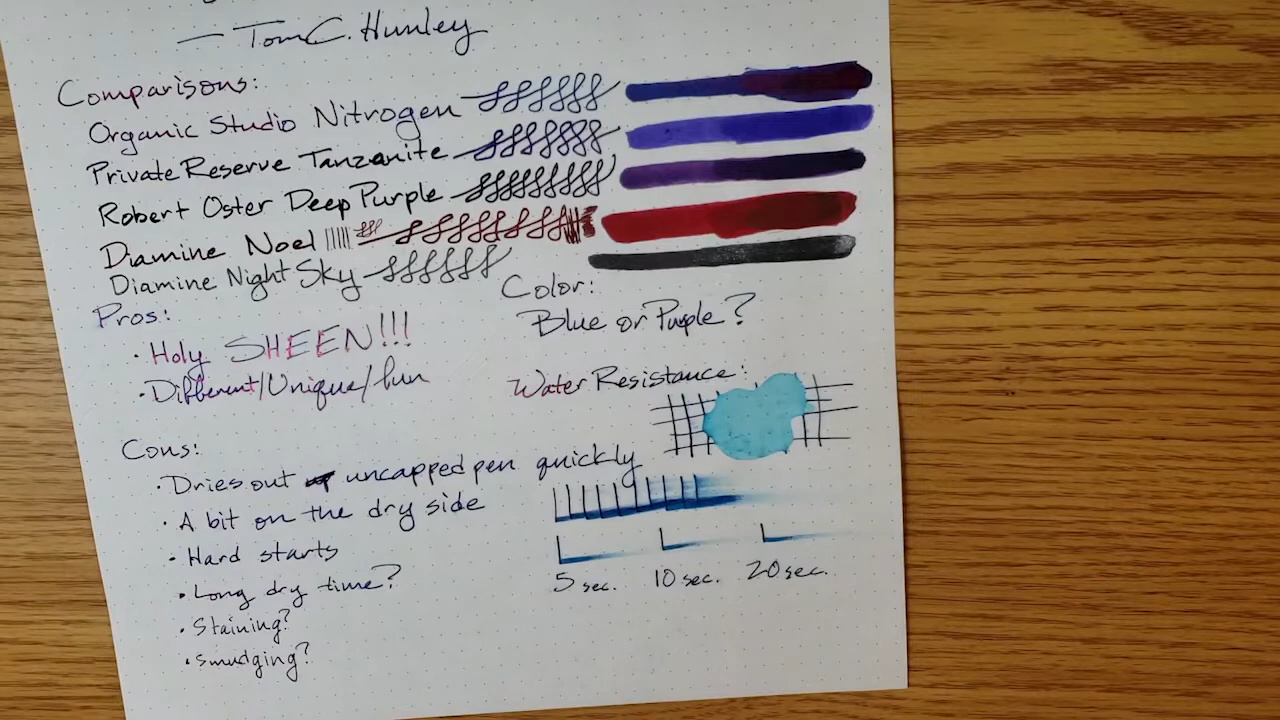 — Tom C. Hunley
Comparisons:
Organic Studio Nitrogen
Private Reserve Tanzanite
Robert Oster Deep Purple
Diamine Noel
Diamine Night Sky
Pros:
· Holy SHEEN!!!
· Different/Unique/fun
Color:
Blue or Purple?
Water Resistance:
Cons:
· Dries out uncapped pen quickly
· A bit on the dry side
· Hard starts
· Long dry time?
· Staining?
· Smudging?
5 sec. 10 sec. 20 sec.